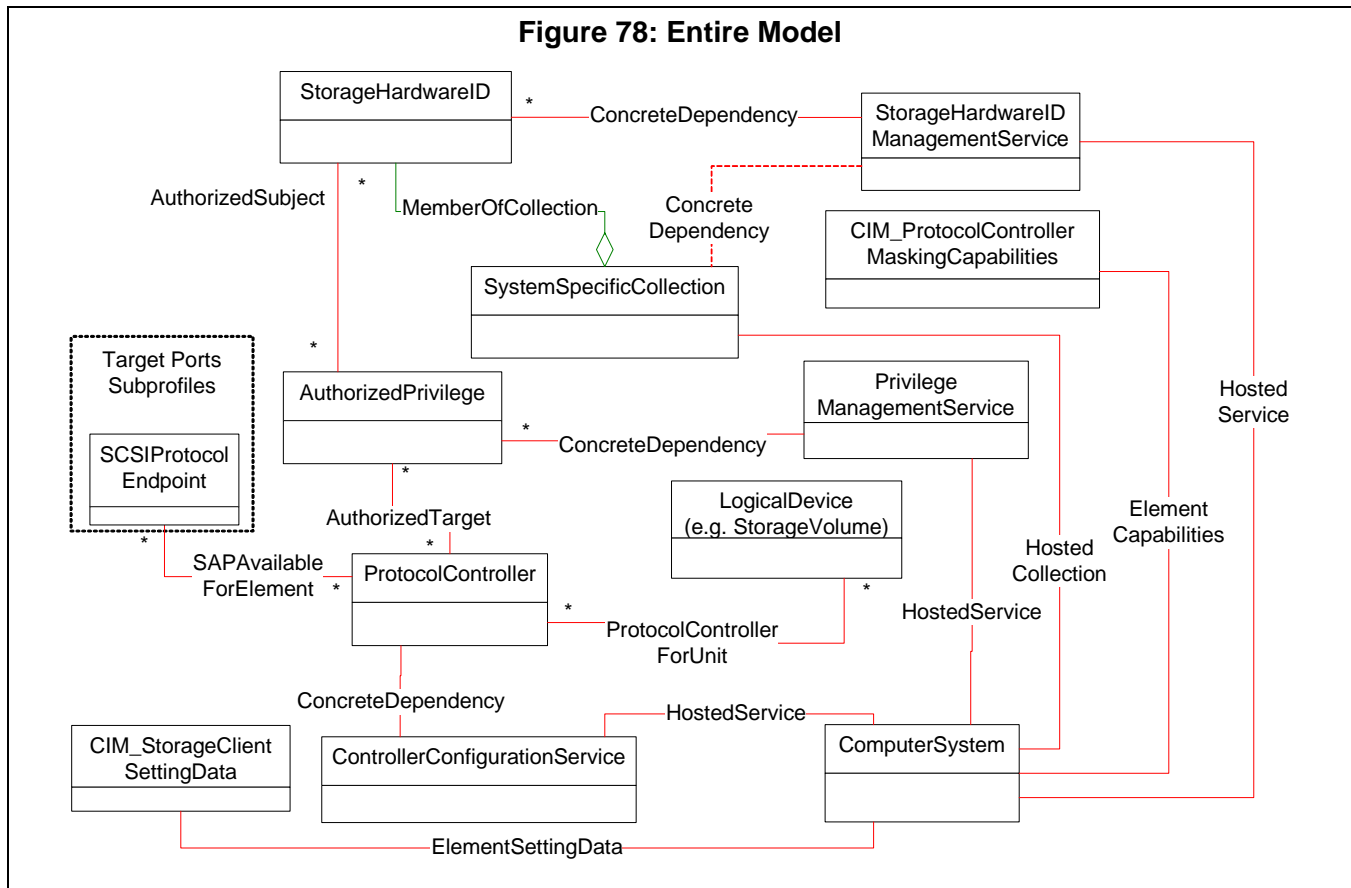 Figure 78: Entire Model
StorageHardwareID
*
ConcreteDependency
StorageHardwareID
ManagementService
AuthorizedSubject
*
MemberOfCollection
Concrete
Dependency
CIM_ProtocolController
MaskingCapabilities
SystemSpecificCollection
*
Target Ports
Subprofiles
AuthorizedPrivilege
Privilege
ManagementService
Hosted
Service
*
ConcreteDependency
SCSIProtocol
Endpoint
*
LogicalDevice
(e.g. StorageVolume)
Element
Capabilities
AuthorizedTarget
*
*
SAPAvailable
ForElement
*
ProtocolController
Hosted
Collection
*
*
HostedService
ProtocolController
ForUnit
ConcreteDependency
HostedService
CIM_StorageClient
SettingData
ControllerConfigurationService
ComputerSystem
ElementSettingData